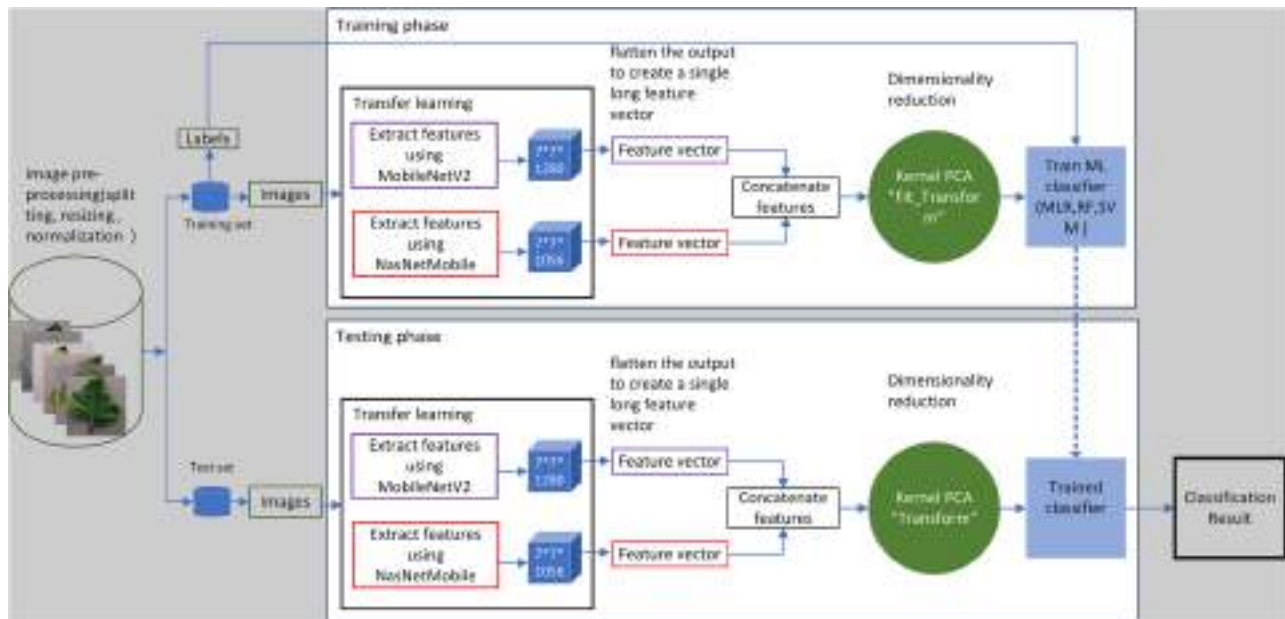 Training phase
flatten the output
to create a single
long feature
vector
Dimensionality
reduction
Transfer learning
Labels
Extract features
using
MobileNetV2
7*7*
1280
Feature vector
image pre-
processing(split
ting, resizing,
normalization )
Training set
Images
Concatenate
features
Kernel PCA
"Fit_Transfor
m"
Train ML
classifier
(MLR,RF,SV
M )
Extract features
using
NasNetMobile
7*7*
1056
Feature vector
Testing phase
flatten the output
to create a single
long feature
vector
Dimensionality
reduction
Transfer learning
Test set
Images
Extract features
using
MobileNetV2
7*7*
1280
Feature vector
Concatenate
features
Kernel PCA
"Transform"
Trained
classifier
Classification
Result
Extract features
using
NasNetMobile
7*7*
1056
Feature vector